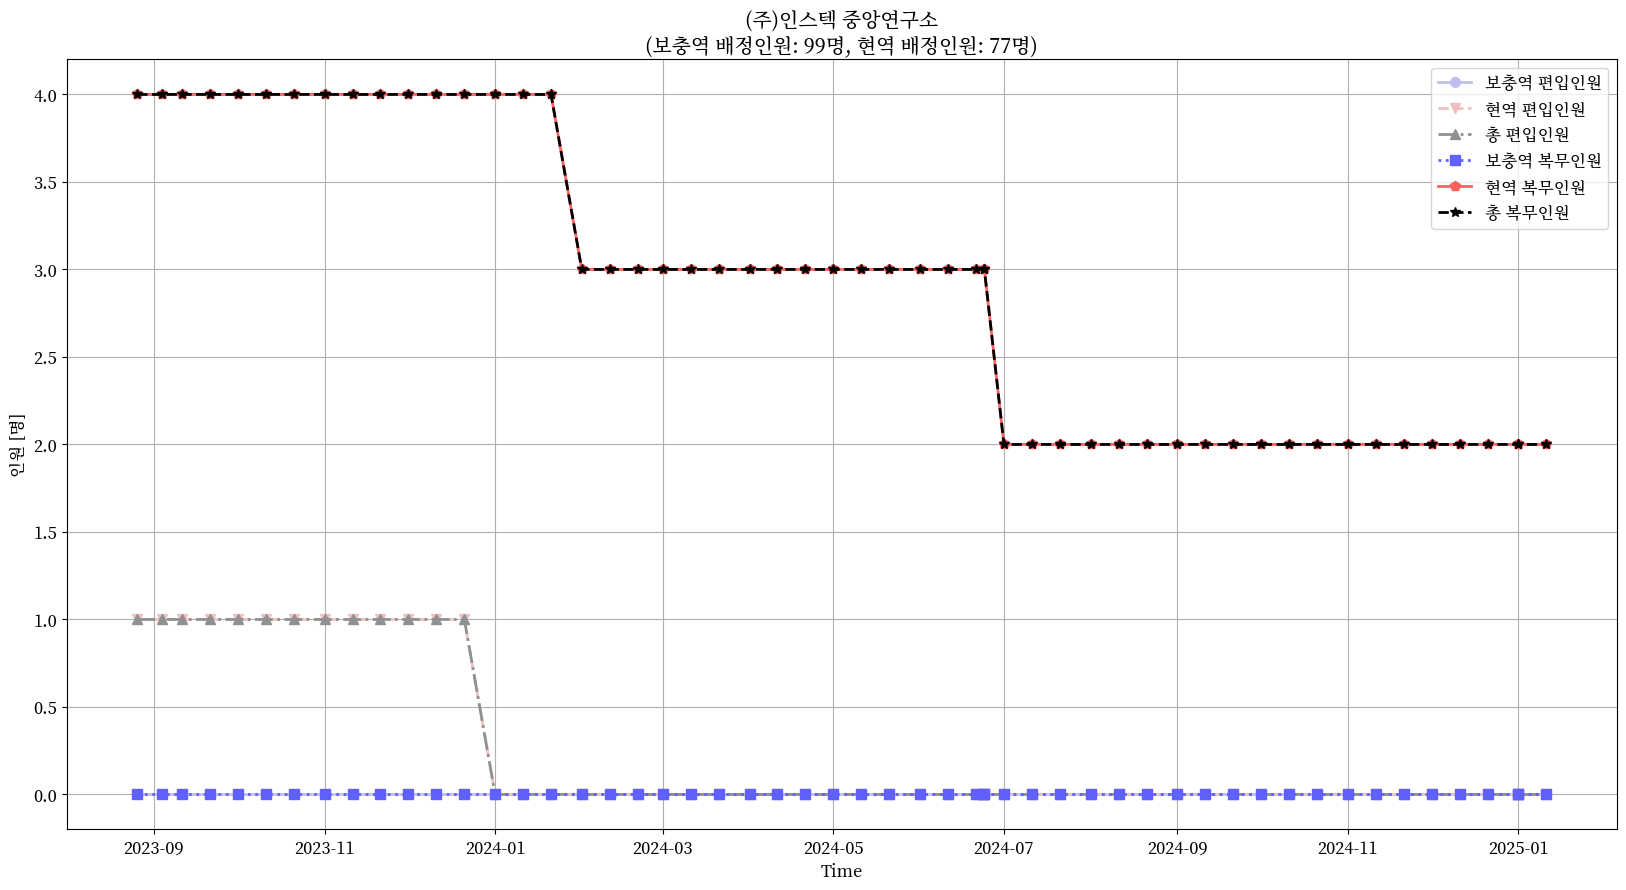 (주)인스텍 중앙연구소
(보충역 배정인원: 99명, 현역 배정인원: 77명)
보충역 편입인원
현역 편입인원
총 편입인원
보충역 복무인원
현역 복무인원
총 복무인원
인원 [명]
4.0
3.5
3.0
2.5
2.0
1.5
1.0
0.5
0.0
2023-09
2023-11
2024-01
2024-03
2024-05
2024-07
2024-09
2024-11
2025-01
Time